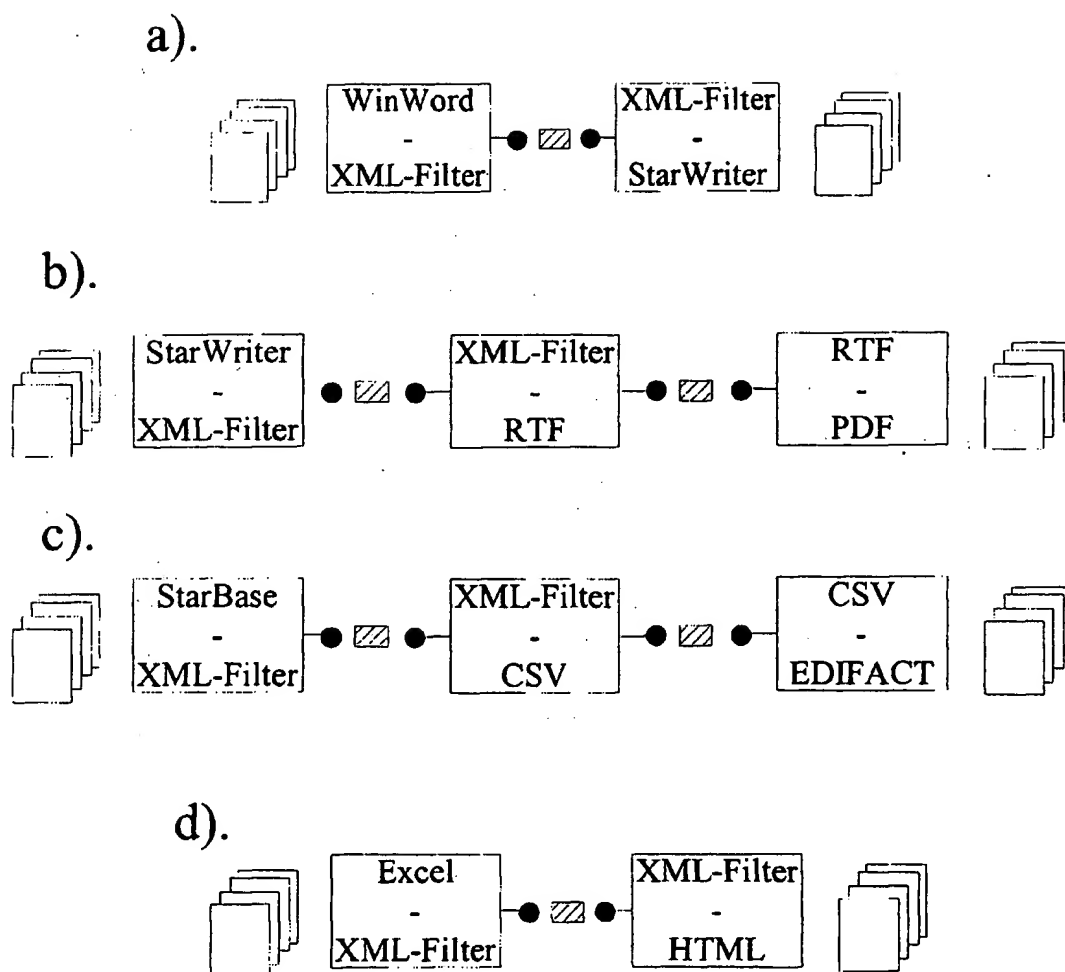 a).
WinWord
-
XML-Filter
XML-Filter
-
StarWriter
b).
StarWriter
-
XML-Filter
XML-Filter
-
RTF
RTF
-
PDF
c).
StarBase
-
XML-Filter
XML-Filter
-
CSV
CSV
-
EDIFACT
d).
Excel
-
XML-Filter
XML-Filter
-
HTML